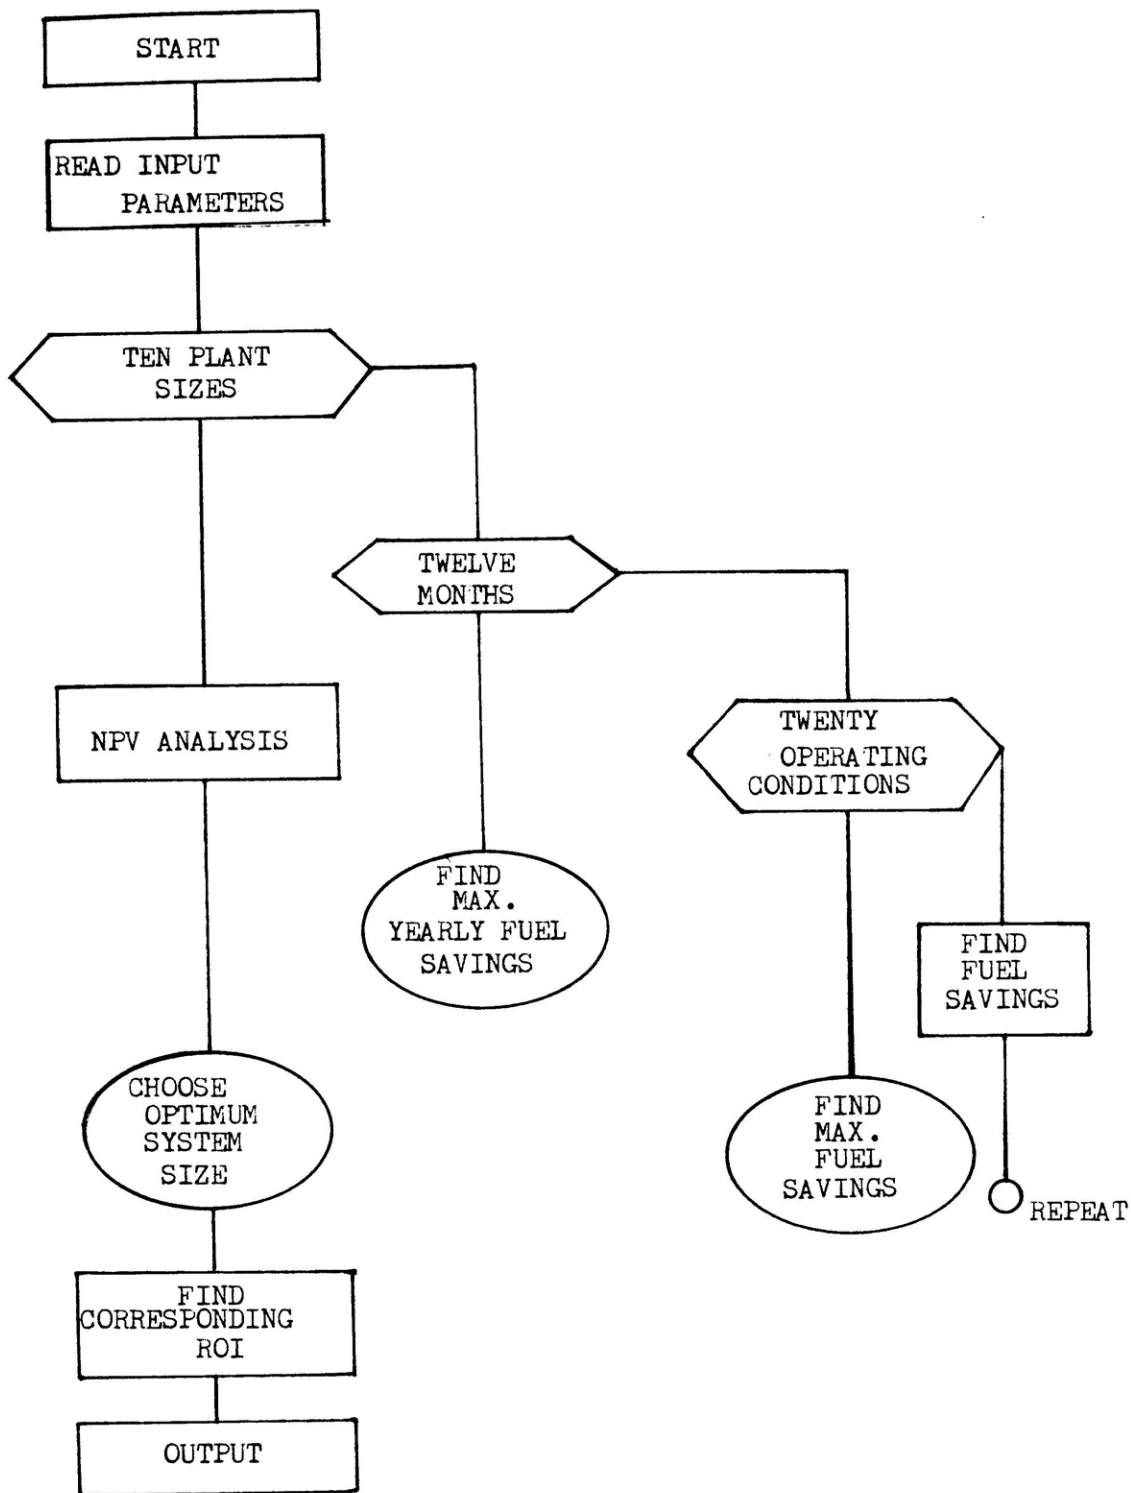 START
READ INPUT
PARAMETERS
TEN PLANT
SIZES
TWELVE
MONTHS
TWENTY
OPERATING
CONDITIONS
NPV ANALYSIS
FIND
MAX.
YEARLY FUEL
SAVINGS
FIND
FUEL
SAVINGS
CHOOSE
OPTIMUM
SYSTEM
SIZE
FIND
MAX.
FUEL
SAVINGS
REPEAT
FIND
CORRESPONDING
ROI
OUTPUT